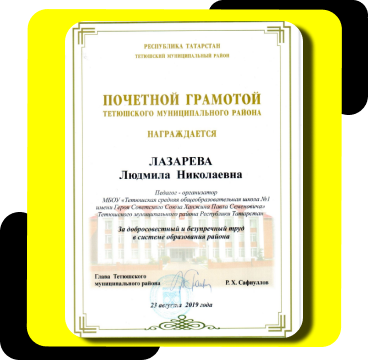 РЕСПУБЛИКА ТАТАРСТАН
ТЕТЮШСКИЙ МУНИЦИПАЛЬНЫЙ РАЙОН
ПОЧЕТНОЙ ГРАМОТОЙ
ТЕТЮШСКОГО МУНИЦИПАЛЬНОГО РАЙОНА
НАГРАЖДАЕТСЯ
ЛАЗАРЕВА
Людмила Николаевна
Педагог - организатор
МБОУ «Тетюшская средняя общеобразовательная школа №1
имени Героя Советского Союза Ханжина Павла Семеновича»
Тетюшского муниципального района Республики Татарстан
За добросовестный и безупречный труд
в системе образования района
Глава Тетюшского
муниципального района Р. Х. Сафиуллов
23 августа 2019 года